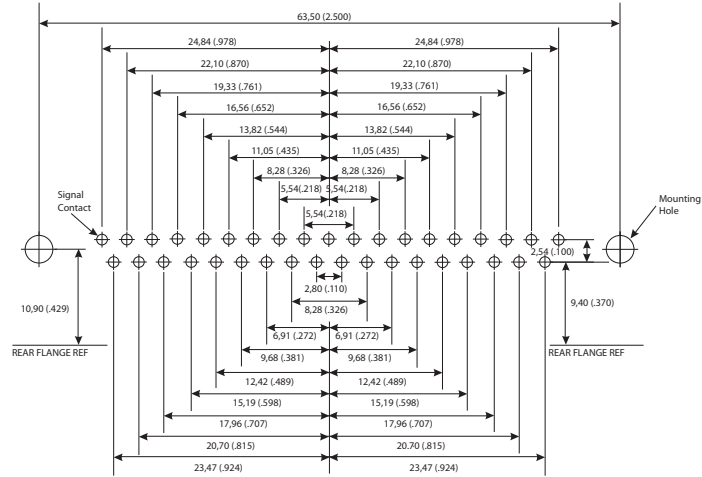 63,50 (2.500)
24,84 (.978) 24,84 (.978)
22,10 (.870) 22,10 (.870)
19,33 (.761) 19,33 (.761)
16,56 (.652) 16,56 (.652)
13,82 (.544) 13,82 (.544)
11,05 (.435) 11,05 (.435)
8,28 (.326) 8,28 (.326)
5,54(.218) 5,54(.218)
Signal
Contact
Mounting
Hole
5,54(.218)
2,54 (.100)
2,80 (.110)
10,90 (.429) 9,40 (.370)
8,28 (.326)
6,91 (.272) 6,91 (.272)
REAR FLANGE REF REAR FLANGE REF
9,68 (.381) 9,68 (.381)
12,42 (.489) 12,42 (.489)
15,19 (.598) 15,19 (.598)
17,96 (.707) 17,96 (.707)
20,70 (.815) 20,70 (.815)
23,47 (.924) 23,47 (.924)